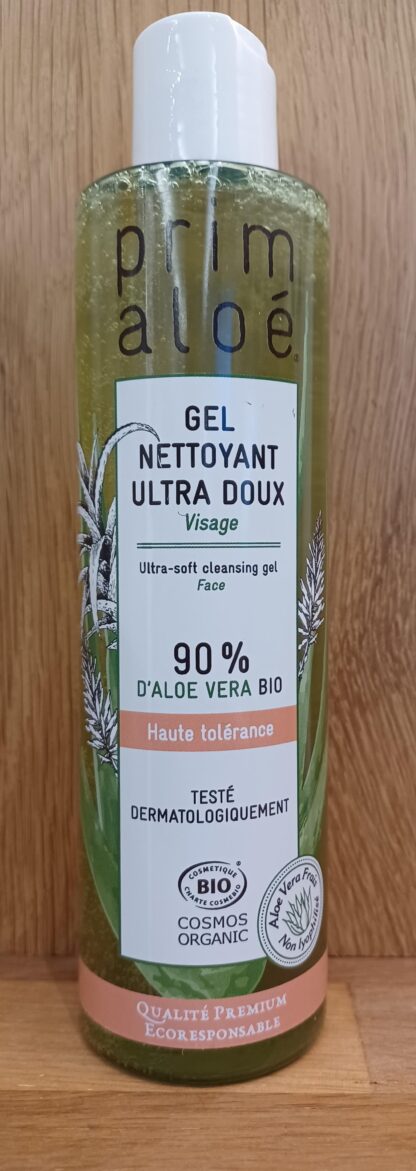 prim
aloé
GEL
NETTOYANT
ULTRA DOUX
Visage
Ultra-soft cleansing gel
Face
90 %
D'ALOE VERA BIO
Haute tolérance
TESTÉ
DERMATOLOGIQUEMENT
COSMETIQUE
BIO
CHARTE COSMEBIO
COSMOS
ORGANIC
Aloe Vera Frais
Non lyophilisé
QUALITÉ PREMIUM
ECORESPONSABLE